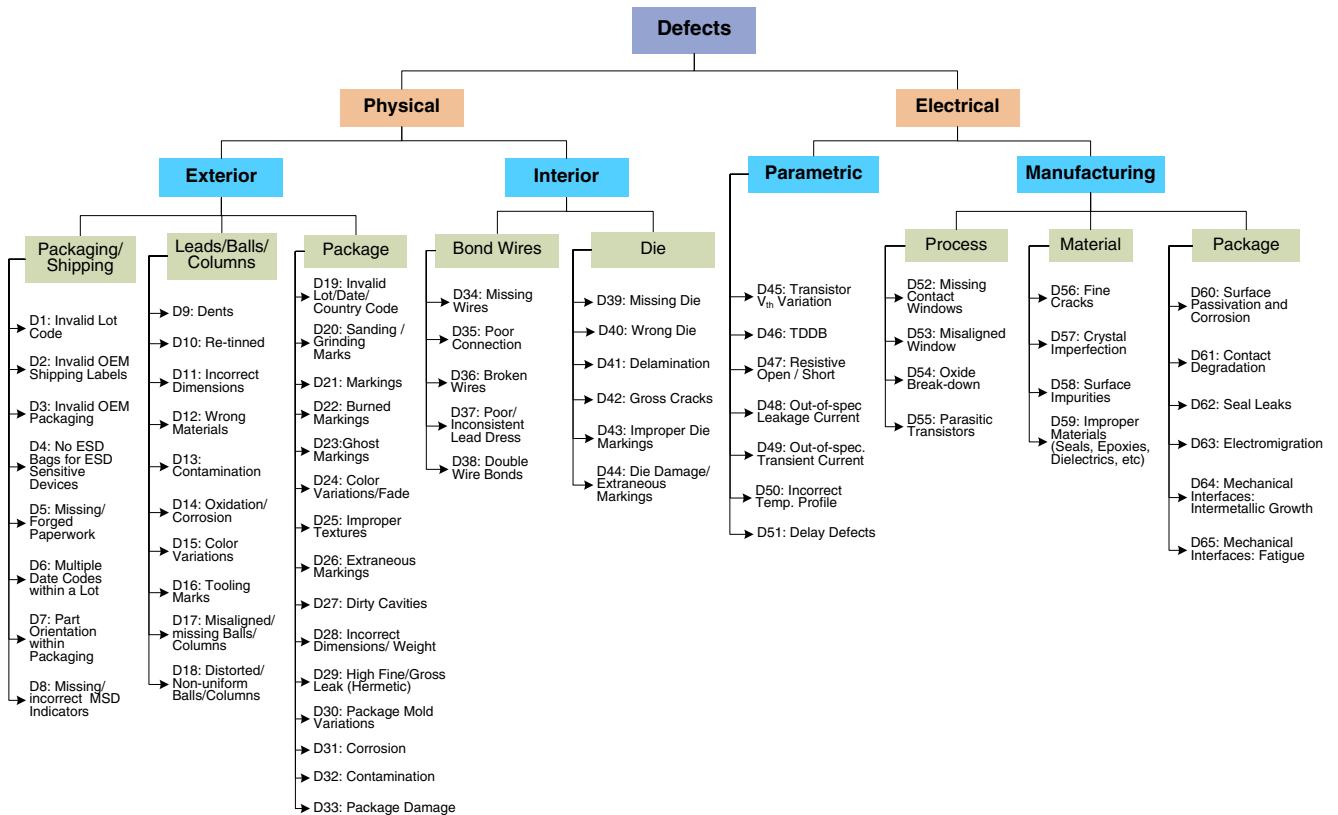 Defects
Physical
Electrical
Exterior
Interior
Parametric
Manufacturing
Packaging/
Shipping
D1: Invalid Lot
Code
D2: Invalid OEM
Shipping Labels
D3: Invalid OEM
Packaging
D4: No ESD
Bags for ESD
Sensitive
Devices
D5: Missing/
Forged
Paperwork
D6: Multiple
Date Codes
within a Lot
D7: Part
Orientation
within
Packaging
D8: Missing/
incorrect MSD
Indicators
Leads/Balls/
Columns
D9: Dents
D10: Re-tinned
D11: Incorrect
Dimensions
D12: Wrong
Materials
D13:
Contamination
D14: Oxidation/
Corrosion
D15: Color
Variations
D16: Tooling
Marks
D17: Misaligned/
missing Balls/
Columns
D18: Distorted/
Non-uniform
Balls/Columns
Package
D19: Invalid
Lot/Date/
Country Code
D20: Sanding /
Grinding
Marks
D21: Markings
D22: Burned
Markings
D23:Ghost
Markings
D24: Color
Variations/Fade
D25: Improper
Textures
D26: Extraneous
Markings
D27: Dirty Cavities
D28: Incorrect
Dimensions/ Weight
D29: High Fine/Gross
Leak (Hermetic)
D30: Package Mold
Variations
D31: Corrosion
D32: Contamination
D33: Package Damage
Bond Wires
D34: Missing
Wires
D35: Poor
Connection
D36: Broken
Wires
D37: Poor/
Inconsistent
Lead Dress
D38: Double
Wire Bonds
Die
D39: Missing Die
D40: Wrong Die
D41: Delamination
D42: Gross Cracks
D43: Improper Die
Markings
D44: Die Damage/
Extraneous
Markings
D45: Transistor
Vth Variation
D46: TDDB
D47: Resistive
Open / Short
D48: Out-of-spec
Leakage Current
D49: Out-of-spec.
Transient Current
D50: Incorrect
Temp. Profile
D51: Delay Defects
Process
D52: Missing
Contact
Windows
D53: Misaligned
Window
D54: Oxide
Break-down
D55: Parasitic
Transistors
Material
D56: Fine
Cracks
D57: Crystal
Imperfection
D58: Surface
Impurities
D59: Improper
Materials
(Seals, Epoxies,
Dielectrics, etc)
Package
D60: Surface
Passivation and
Corrosion
D61: Contact
Degradation
D62: Seal Leaks
D63: Electromigration
D64: Mechanical
Interfaces:
Intermetallic Growth
D65: Mechanical
Interfaces: Fatigue